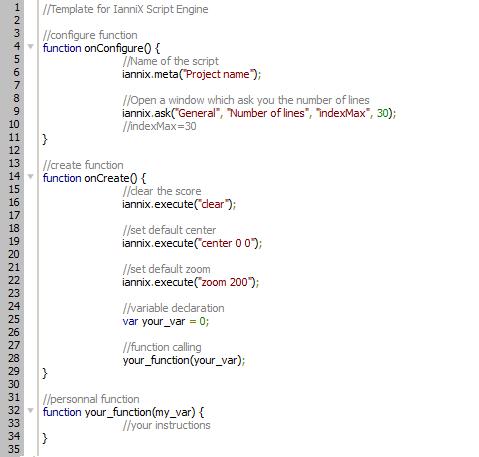 1 //Template for IanniX Script Engine
2
3 //configure function
4 function onConfigure() {
5 //Name of the script
6 iannix.meta("Project name");
7
8 //Open a window which ask you the number of lines
9 iannix.ask("General", "Number of lines", "indexMax", 30);
10 //indexMax=30
11 }
12
13 //create function
14 function onCreate() {
15 //clear the score
16 iannix.execute("clear");
17
18 //set default center
19 iannix.execute("center 0 0");
20
21 //set default zoom
22 iannix.execute("zoom 200");
23
24 //variable declaration
25 var your_var = 0;
26
27 //function calling
28 your_function(your_var);
29 }
30
31 //personnal function
32 function your_function(my_var) {
33 //your instructions
34 }
35